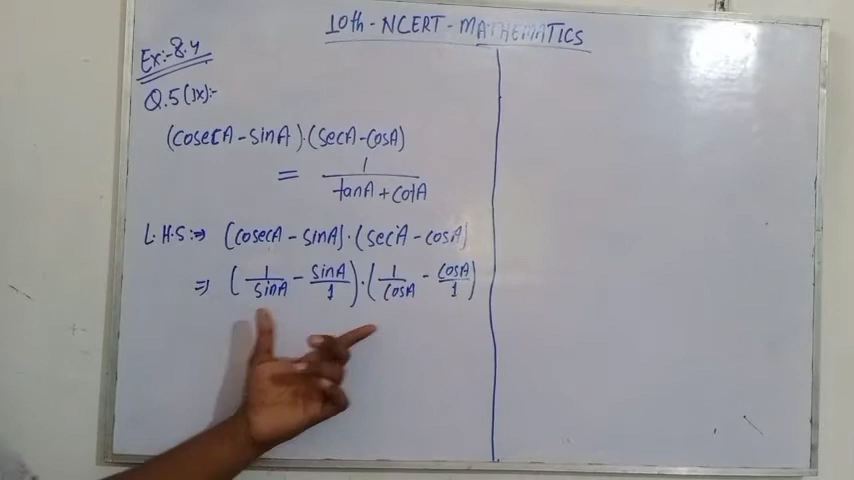 10th-NCERT-MATHEMATICS
Ex:-8.4
Q.5(ix):-
(cosecA-sinA).(secA-cosA)
= 1/(tanA+cotA)
L.H.S:⇒ (cosecA-sinA).(secA-cosA)
⇒ (1/sinA - sinA/1).(1/cosA - cosA/1)